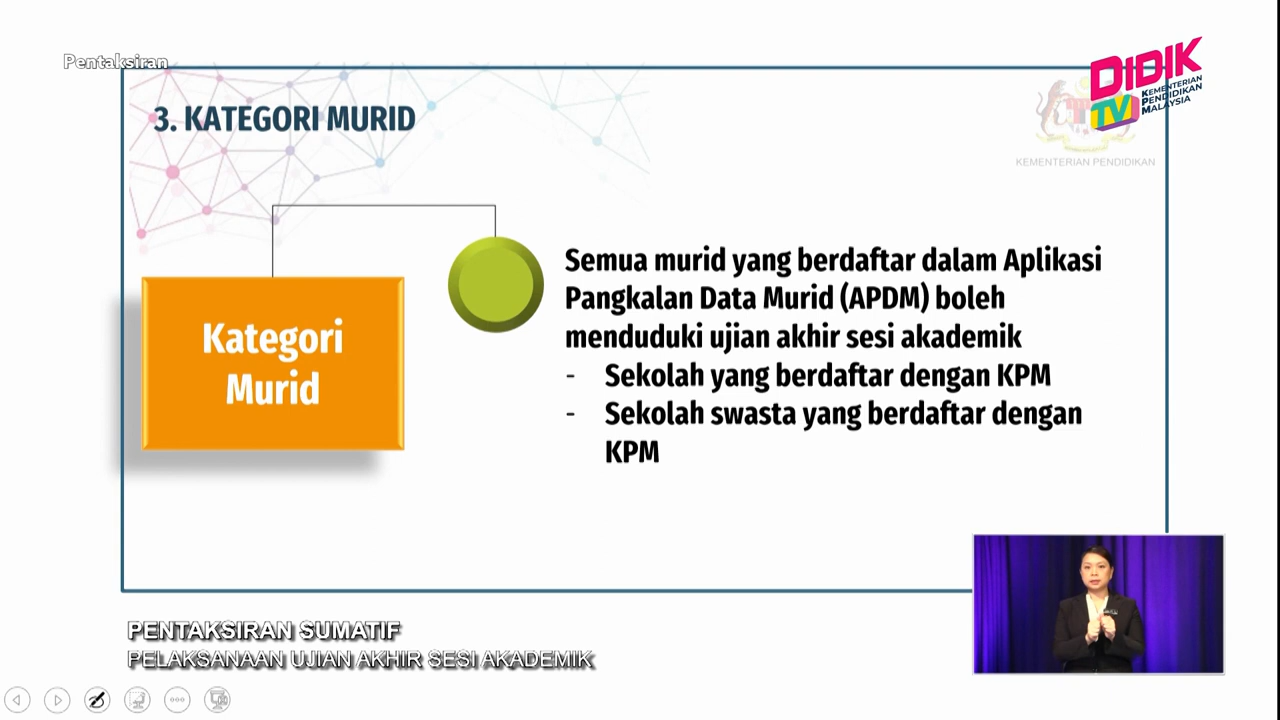 Pentaksiran
DIDIK
TV
KEMENTERIAN
PENDIDIKAN
MALAYSIA
3. KATEGORI MURID
KEMENTERIAN PENDIDIKAN
Kategori
Murid
Semua murid yang berdaftar dalam Aplikasi
Pangkalan Data Murid (APDM) boleh
menduduki ujian akhir sesi akademik
- Sekolah yang berdaftar dengan KPM
- Sekolah swasta yang berdaftar dengan
KPM
PENTAKSIRAN SUMATIF
PELAKSANAAN UJIAN AKHIR SESI AKADEMIK